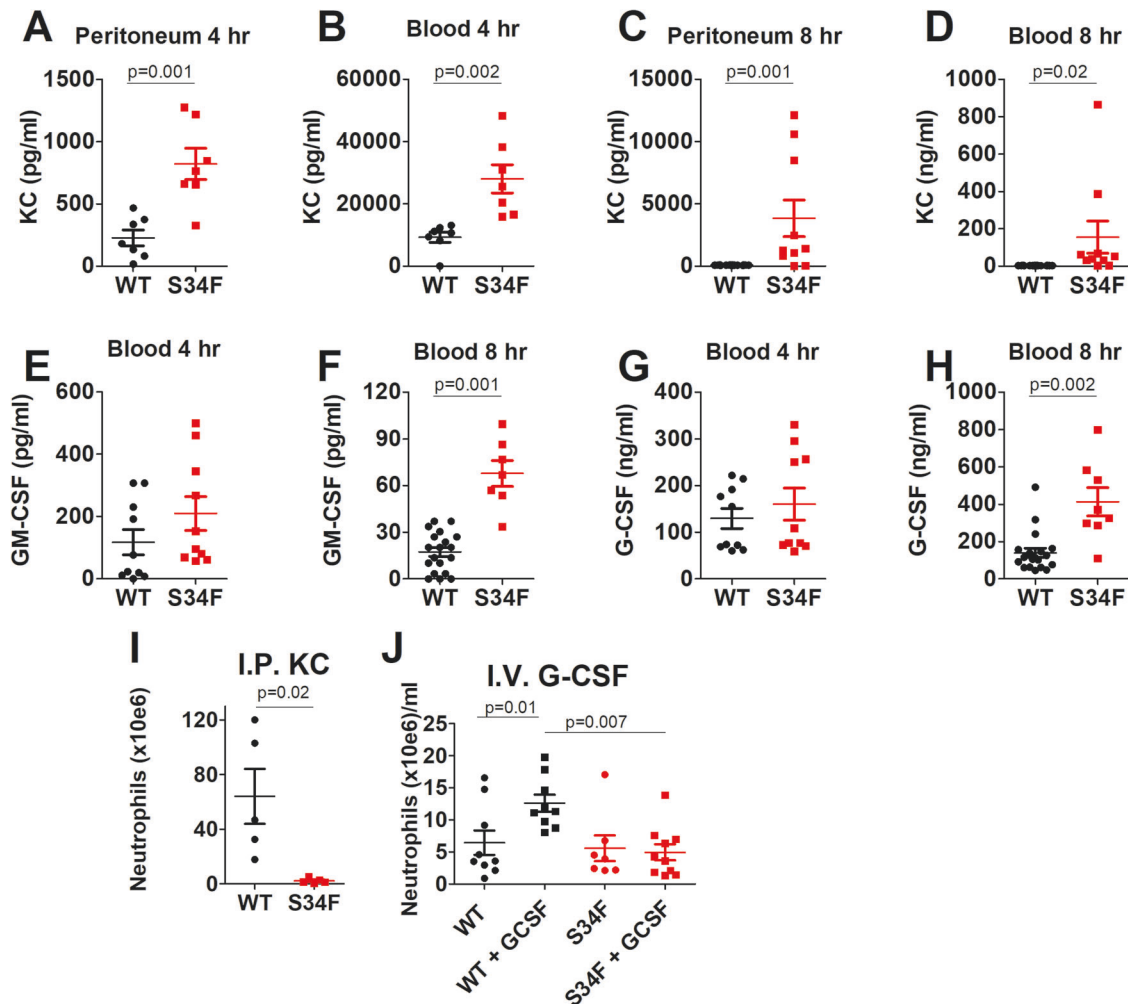 A
Peritoneum 4 hr
p=0.001
KC (pg/ml)
1500
1000
500
0
WT
S34F
B
Blood 4 hr
p=0.002
KC (pg/ml)
60000
40000
20000
0
WT
S34F
C
Peritoneum 8 hr
p=0.001
KC (pg/ml)
15000
10000
5000
0
WT
S34F
D
Blood 8 hr
p=0.02
KC (ng/ml)
1000
800
600
400
200
0
WT
S34F
E
Blood 4 hr
GM-CSF (pg/ml)
600
400
200
0
WT
S34F
F
Blood 8 hr
p=0.001
GM-CSF (pg/ml)
120
90
60
30
0
WT
S34F
G
Blood 4 hr
G-CSF (ng/ml)
400
300
200
100
0
WT
S34F
H
Blood 8 hr
p=0.002
G-CSF (ng/ml)
1000
800
600
400
200
0
WT
S34F
I
I.P. KC
p=0.02
Neutrophils (x10e6)
120
80
40
0
WT
S34F
J
I.V. G-CSF
p=0.01
p=0.007
Neutrophils (x10e6)/ml
25
20
15
10
5
0
WT
WT + GCSF
S34F
S34F + GCSF